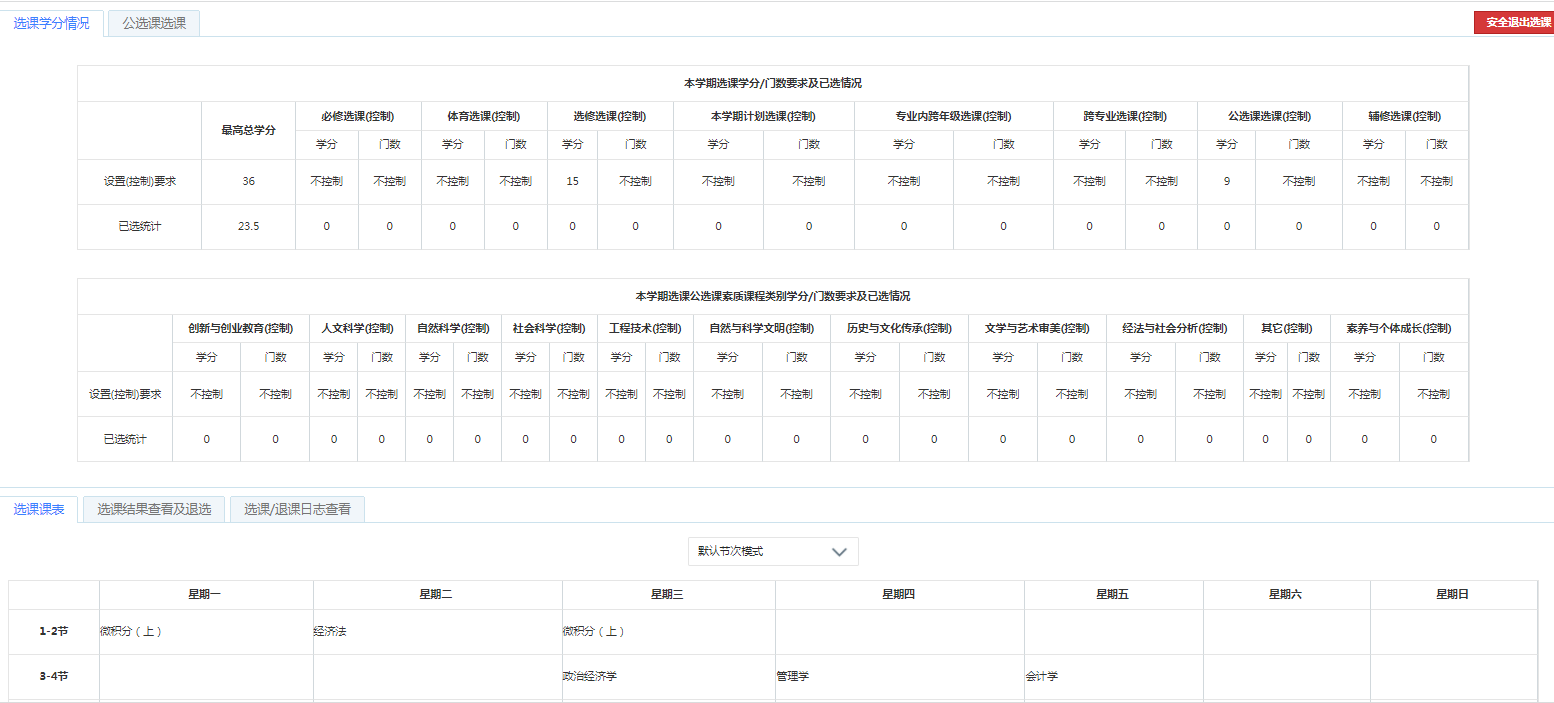 选课学分情况 公选课选课 安全退出选课
本学期选课学分/门数要求及已选情况
最高总学分 必修选课(控制) 体育选课(控制) 选修选课(控制) 本学期计划选课(控制) 专业内跨年级选课(控制) 跨专业选课(控制) 公选课选课(控制) 辅修选课(控制)
学分 门数 学分 门数 学分 门数 学分 门数 学分 门数 学分 门数 学分 门数 学分 门数
设置(控制)要求 36 不控制 不控制 不控制 不控制 15 不控制 不控制 不控制 不控制 不控制 不控制 不控制 9 不控制 不控制 不控制
已选统计 23.5 0 0 0 0 0 0 0 0 0 0 0 0 0 0 0 0
本学期选课公选课素质课程类别学分/门数要求及已选情况
创新与创业教育(控制) 人文科学(控制) 自然科学(控制) 社会科学(控制) 工程技术(控制) 自然与科学文明(控制) 历史与文化传承(控制) 文学与艺术审美(控制) 经法与社会分析(控制) 其它(控制) 素养与个体成长(控制)
学分 门数 学分 门数 学分 门数 学分 门数 学分 门数 学分 门数 学分 门数 学分 门数 学分 门数 学分 门数 学分 门数
设置(控制)要求 不控制 不控制 不控制 不控制 不控制 不控制 不控制 不控制 不控制 不控制 不控制 不控制 不控制 不控制 不控制 不控制 不控制 不控制 不控制 不控制 不控制 不控制
已选统计 0 0 0 0 0 0 0 0 0 0 0 0 0 0 0 0 0 0 0 0 0 0
选课课表 选课结果查看及退选 选课/退课日志查看
默认节次模式
星期一 星期二 星期三 星期四 星期五 星期六 星期日
1-2节 微积分（上） 经济法 微积分（上）
3-4节 政治经济学 管理学 会计学